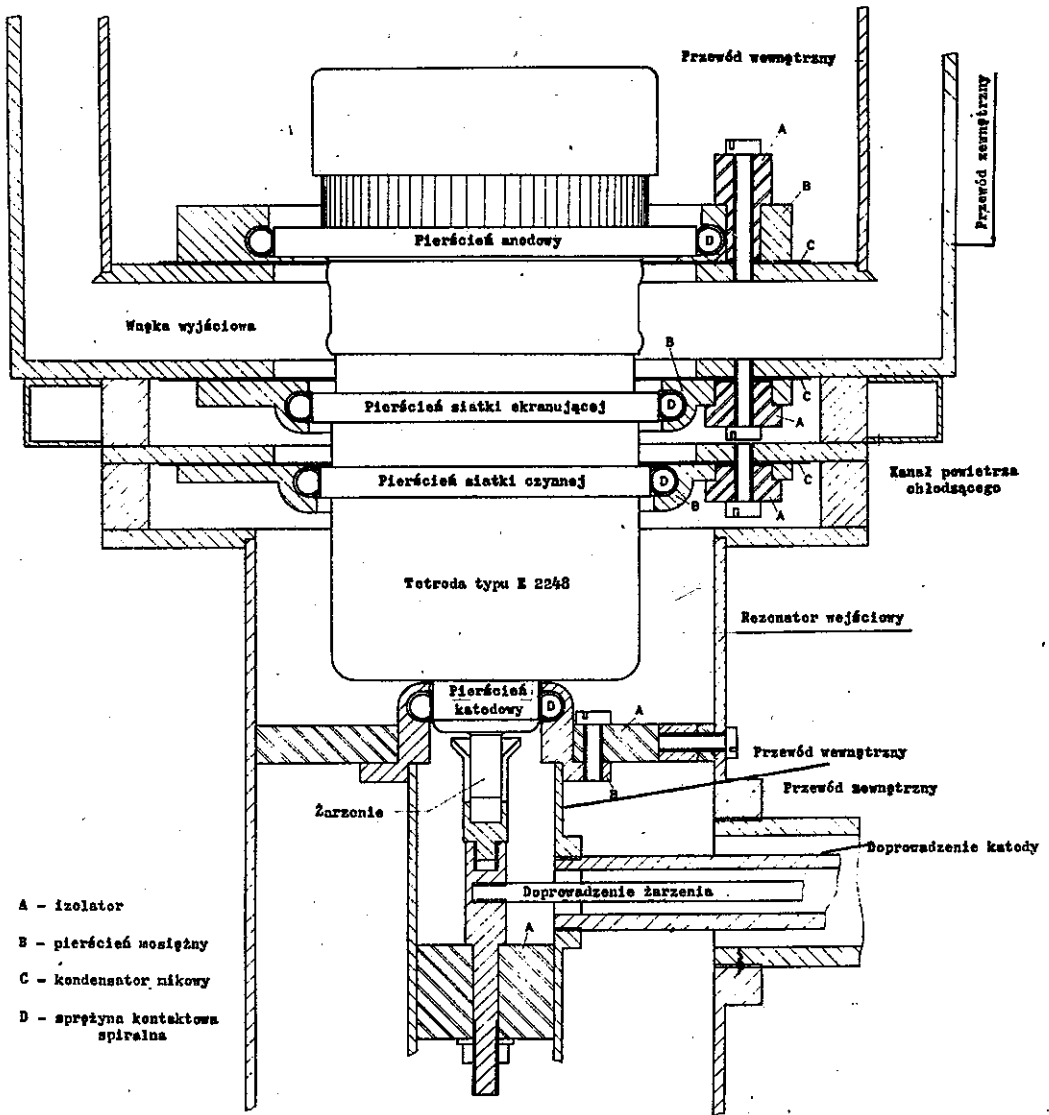 Przewód wewnętrzny
A
Przewód zewnętrzny
B
Pierścień anodowy
D
C
Wnęka wyjściowa
B
C
Pierścień siatki ekranującej
D
A
Pierścień siatki czynnej
D
C
Kanał powietrza
chłodzącego
B
A
Tetroda typu E 2248
Rezonator wejściowy
Pierścień
katodowy
D
A
Przewód wewnętrzny
Przewód zewnętrzny
B
Żarzenie
Doprowadzenie katody
Doprowadzenie żarzenia
A
A - izolator
B - pierścień mosiężny
C - kondensator mikowy
D - sprężyna kontaktowa
spiralna